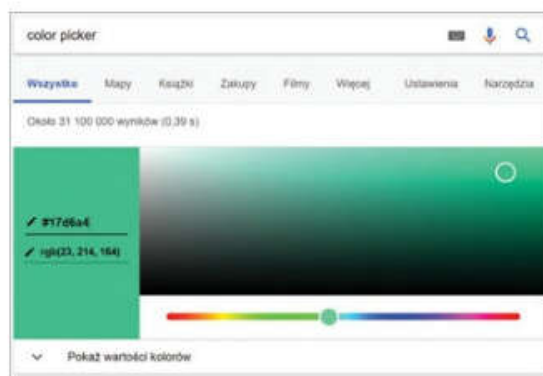 color picker
Wszystko Mapy Książki Zakupy Filmy Więcej Ustawienia Narzędzia
Około 31 100 000 wyników (0,39 s)
#17d6a4
rgb(23, 214, 164)
Pokaż wartości kolorów